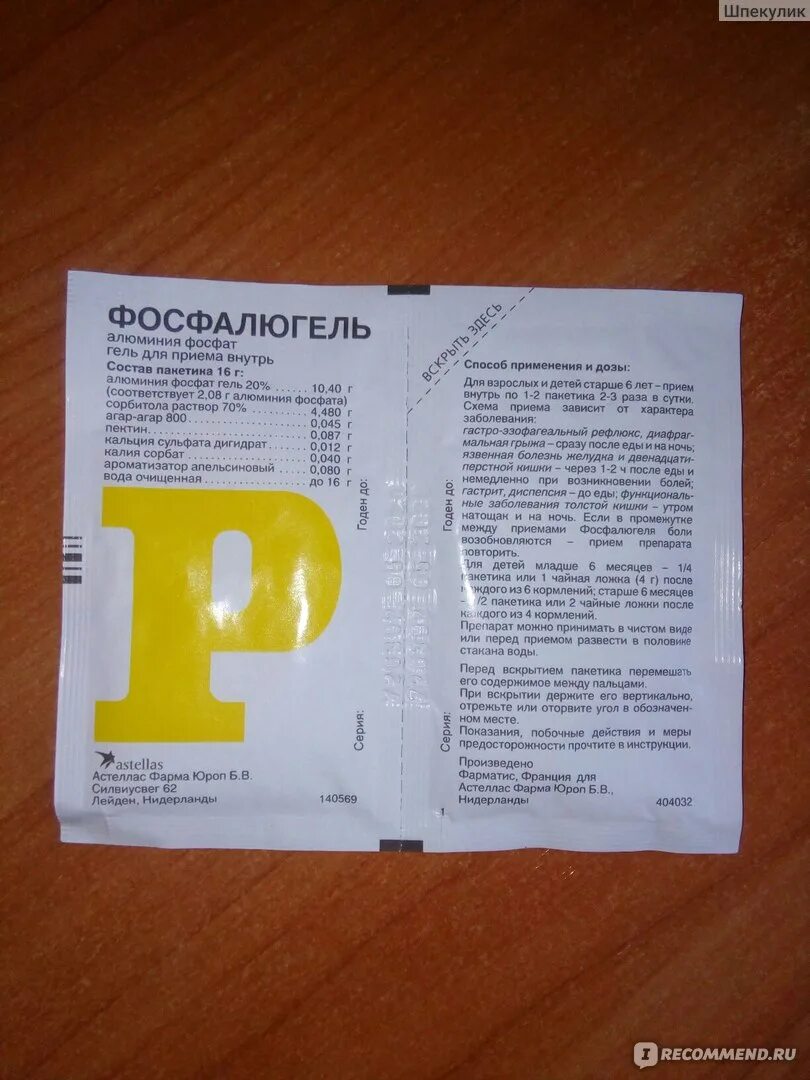 Шпекулик
ФОСФАЛЮГЕЛЬ
алюминия фосфат
гель для приема внутрь
Состав пакетика 16 г:
алюминия фосфат гель 20% ...... 10,40 г
(соответствует 2,08 г алюминия фосфата)
сорбитола раствор 70% ........ 4,480 г
агар-агар 800 ........ 0,045 г
пектин ........ 0,087 г
кальция сульфата дигидрат ..... 0,012 г
калия сорбат ........ 0,040 г
ароматизатор апельсиновый ..... 0,080 г
вода очищенная ........ до 16 г
Годен до:
Серия:
P
astellas
Астеллас Фарма Юроп Б.В.
Силвиусвег 62
Лейден, Нидерланды
140569
ВСКРЫТЬ ЗДЕСЬ
Годен до:
Серия:
Способ применения и дозы:
Для взрослых и детей старше 6 лет – прием
внутрь по 1-2 пакетика 2-3 раза в сутки.
Схема приема зависит от характера
заболевания:
гастро-эзофагеальный рефлюкс, диафраг-
мальная грыжа – сразу после еды и на ночь;
язвенная болезнь желудка и двенадцати-
перстной кишки – через 1-2 ч после еды и
немедленно при возникновении болей;
гастрит, диспепсия – до еды; функциональ-
ные заболевания толстой кишки – утром
натощак и на ночь. Если в промежутке
между приемами Фосфалюгеля боли
возобновляются – прием препарата
повторить.
Для детей младше 6 месяцев – 1/4
пакетика или 1 чайная ложка (4 г) после
каждого из 6 кормлений; старше 6 месяцев
– 1/2 пакетика или 2 чайные ложки после
каждого из 4 кормлений.
Препарат можно принимать в чистом виде
или перед приемом развести в половине
стакана воды.
Перед вскрытием пакетика перемешать
его содержимое между пальцами.
При вскрытии держите его вертикально,
отрежьте или оторвите угол в обозначен-
ном месте.
Показания, побочные действия и меры
предосторожности прочтите в инструкции.
Произведено
Фарматис, Франция для
Астеллас Фарма Юроп Б.В.,
Нидерланды
404032
1
IRECOMMEND.RU